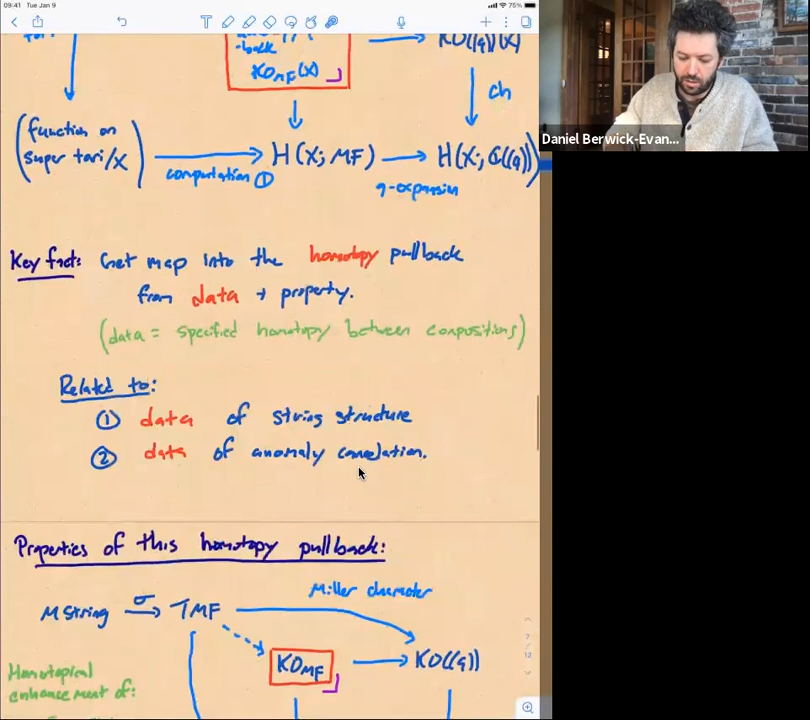 09:41 Tue Jan 9
75%
-back
KO((q))(X)
KO_MF(X)
ch
(function on
super tori/X)
H(X; MF)
H(X; C((q)))
computation ①
q-expansion
Daniel Berwick-Evan...
Key fact: Get map into the homotopy pullback
from data + property.
(data = specified homotopy between compositions)
Related to:
① data of string structure
② data of anomaly cancelation.
Properties of this homotopy pullback:
Miller character
MString σ TMF
KO_MF
KO((q))
Homotopical
enhancement of:
7
12